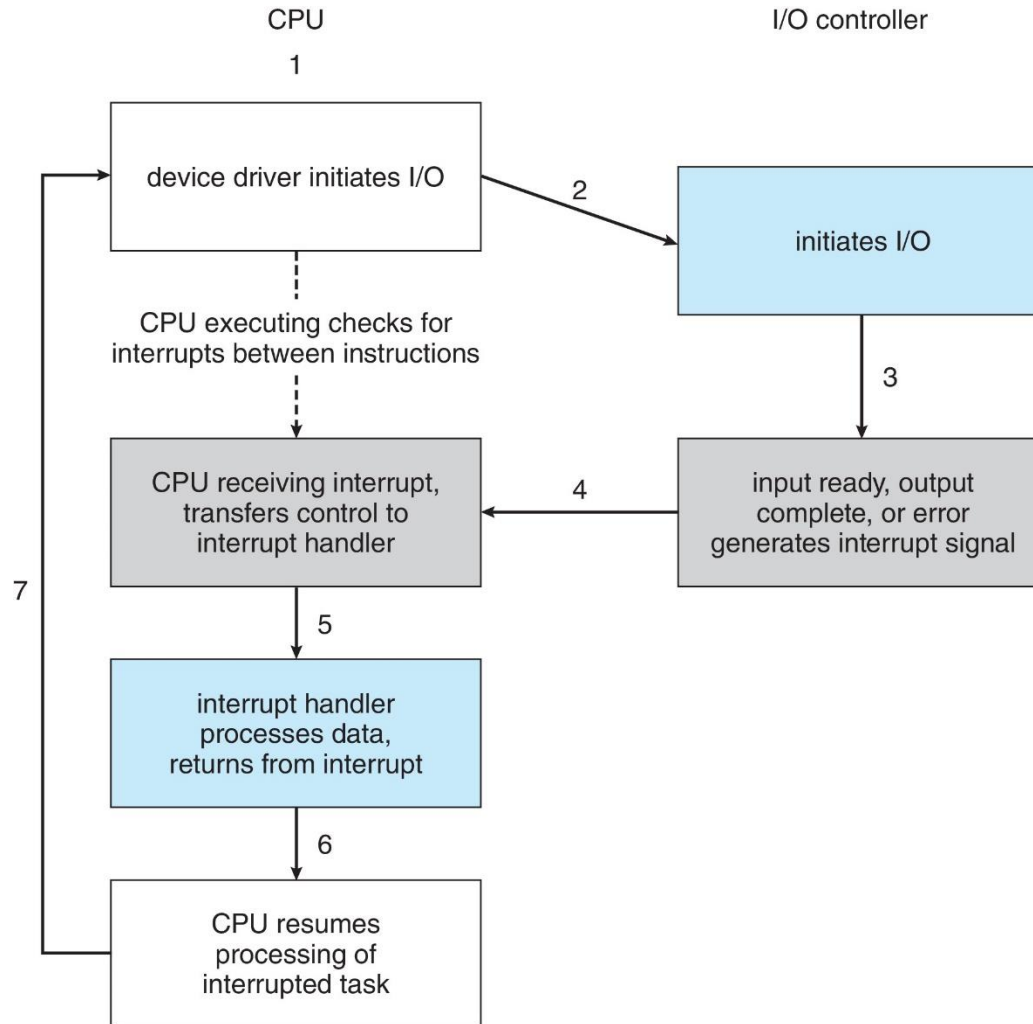 CPU
I/O controller
1
device driver initiates I/O
2
initiates I/O
CPU executing checks for
interrupts between instructions
3
CPU receiving interrupt,
transfers control to
interrupt handler
4
input ready, output
complete, or error
generates interrupt signal
7
5
interrupt handler
processes data,
returns from interrupt
6
CPU resumes
processing of
interrupted task